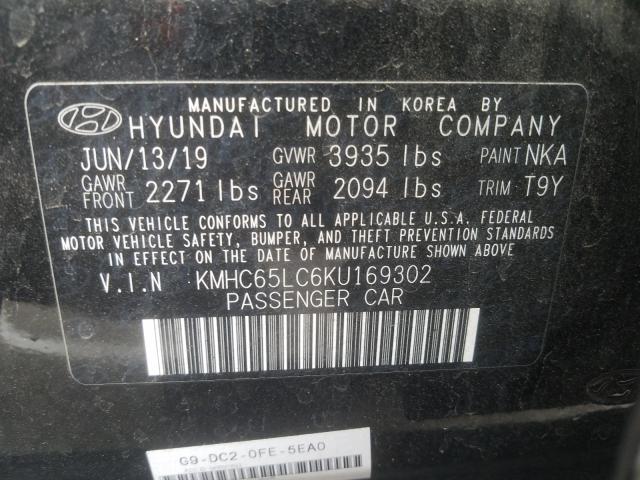 MANUFACTURED IN KOREA BY
HYUNDAI MOTOR COMPANY
JUN/13/19 GVWR 3935 lbs PAINT NKA
GAWR FRONT 2271 lbs GAWR REAR 2094 lbs TRIM T9Y
THIS VEHICLE CONFORMS TO ALL APPLICABLE U.S.A. FEDERAL
MOTOR VEHICLE SAFETY, BUMPER, AND THEFT PREVENTION STANDARDS
IN EFFECT ON THE DATE OF MANUFACTURE SHOWN ABOVE
V.I.N KMHC65LC6KU169302
PASSENGER CAR
G9-DC2-0FE-5EA0